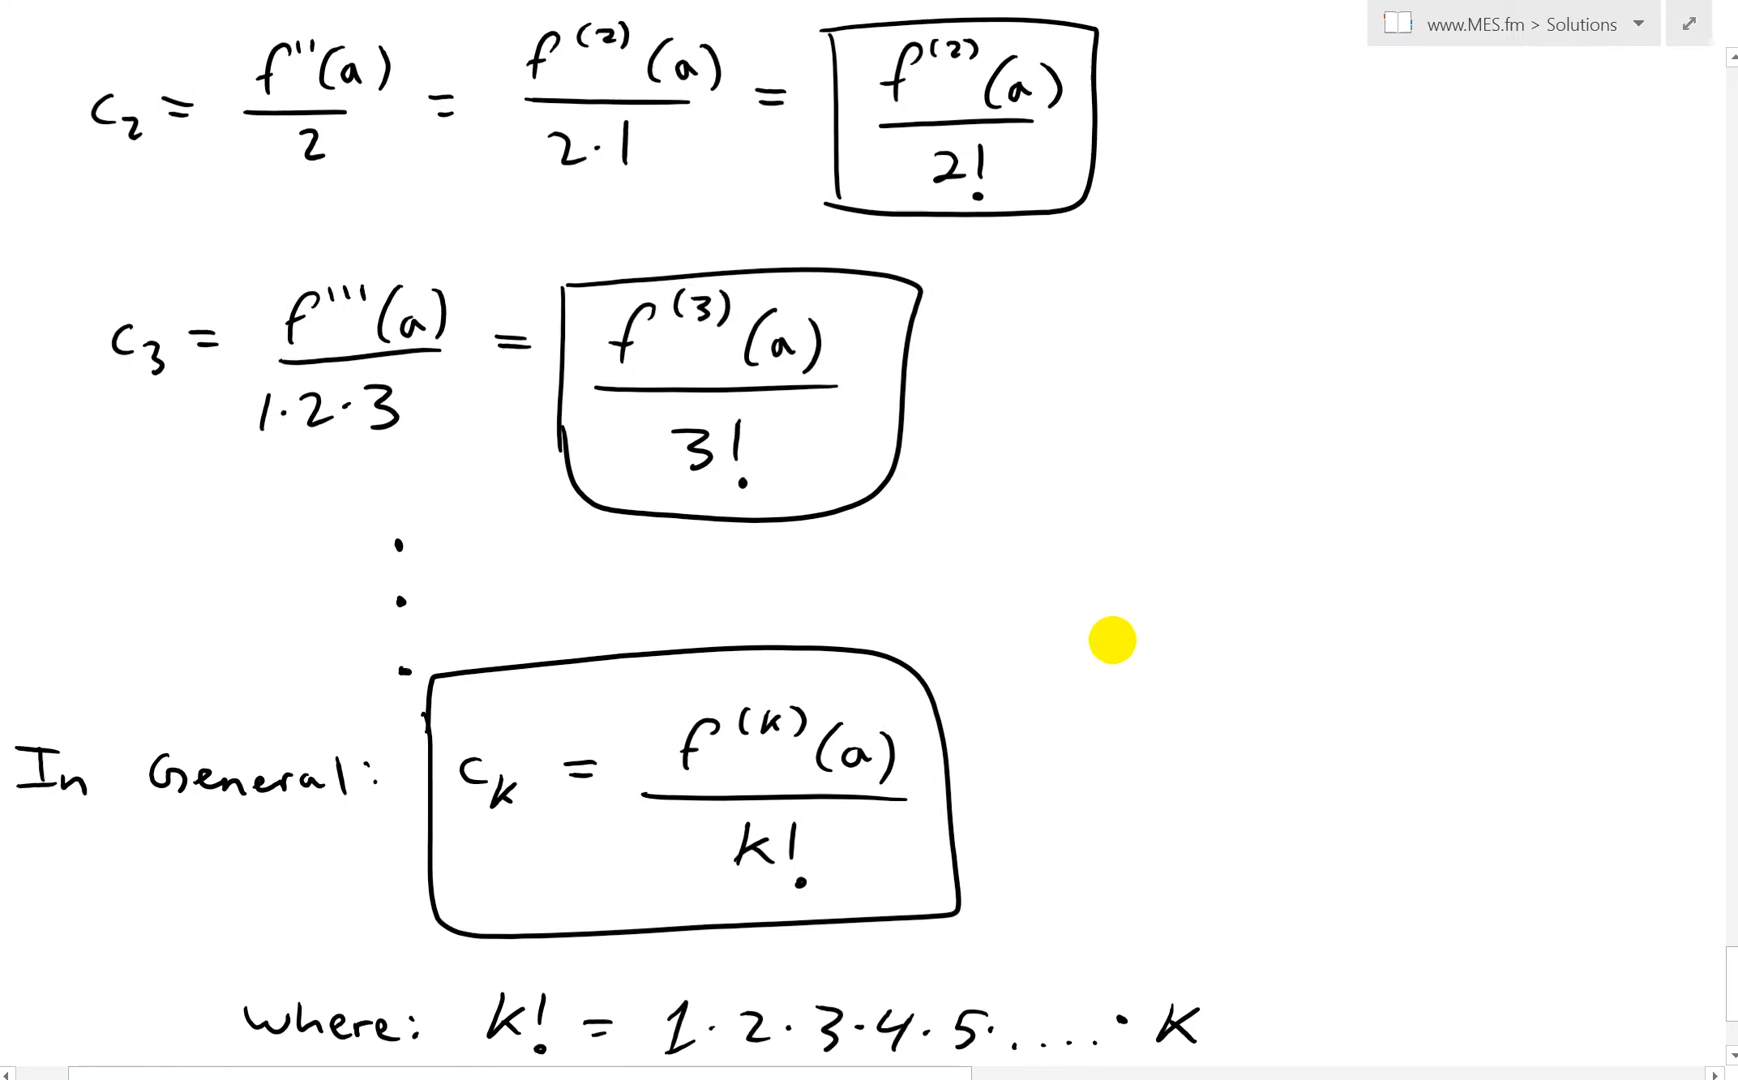 www.MES.fm > Solutions
c₂ = f''(a)/2 = f⁽²⁾(a)/2·1 = f⁽²⁾(a)/2!
c₃ = f'''(a)/1·2·3 = f⁽³⁾(a)/3!
In General: cₖ = f⁽ᵏ⁾(a)/k!
where: k! = 1·2·3·4·5·....·k